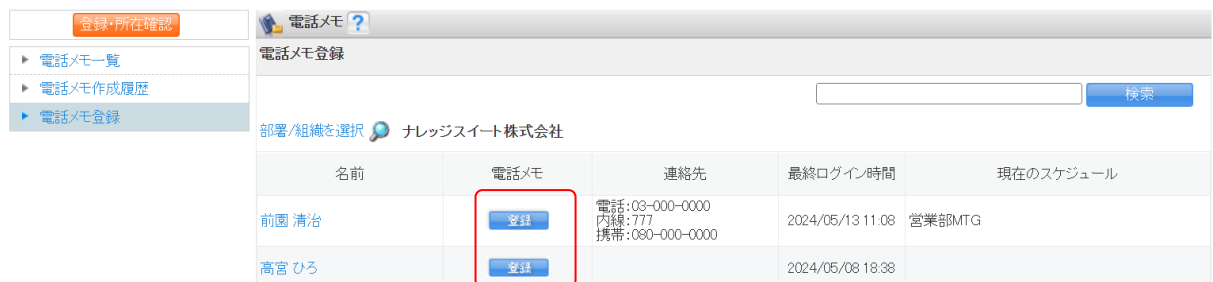 登録・所在確認
電話メモ ?
電話メモ一覧
電話メモ作成履歴
電話メモ登録
電話メモ登録
検索
部署/組織を選択 ナレッジスイート株式会社
名前 電話メモ 連絡先 最終ログイン時間 現在のスケジュール
前園 清治 登録 電話:03-000-0000 2024/05/13 11:08 営業部MTG
内線:777
携帯:080-000-0000
高宮 ひろ 登録 2024/05/08 18:38